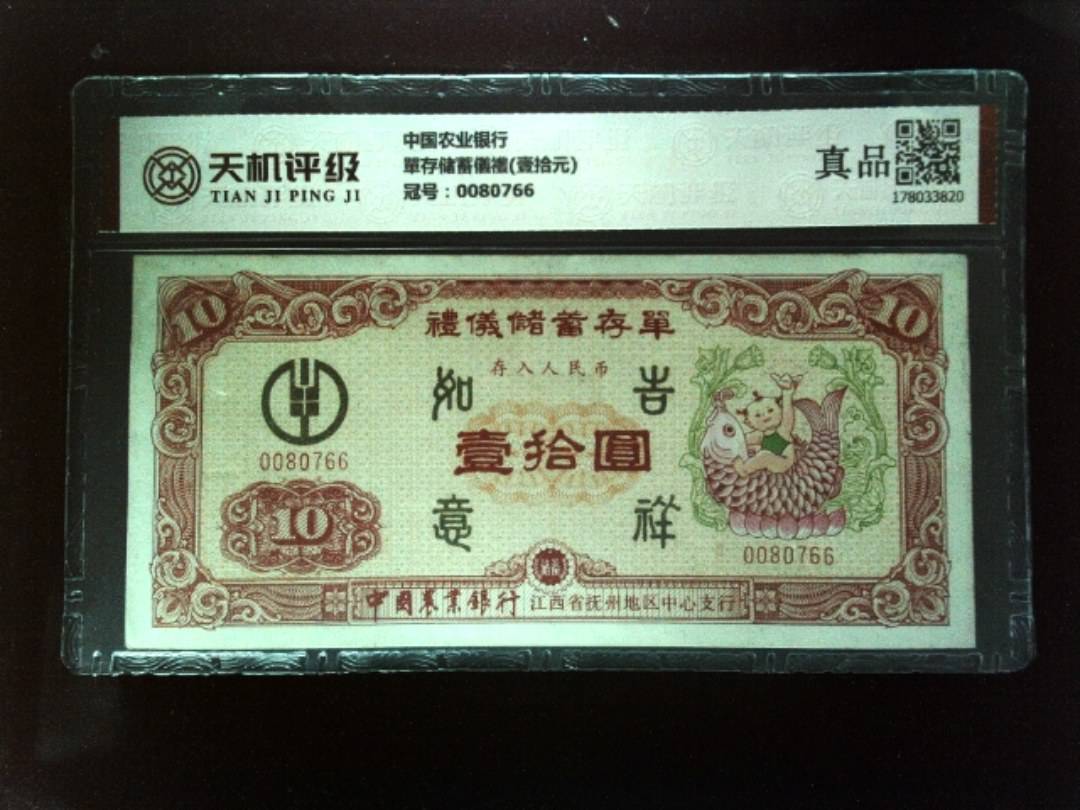 天机评级
TIAN JI PING JI
中国农业银行
單存储蓄儀禮(壹拾元)
冠号：0080766
真品
178033820
10
10
禮儀儲蓄存單
存入人民币
如
吉
壹拾圓
0080766
10
意
祥
0080766
中国農業銀行 江西省抚州地区中心支行